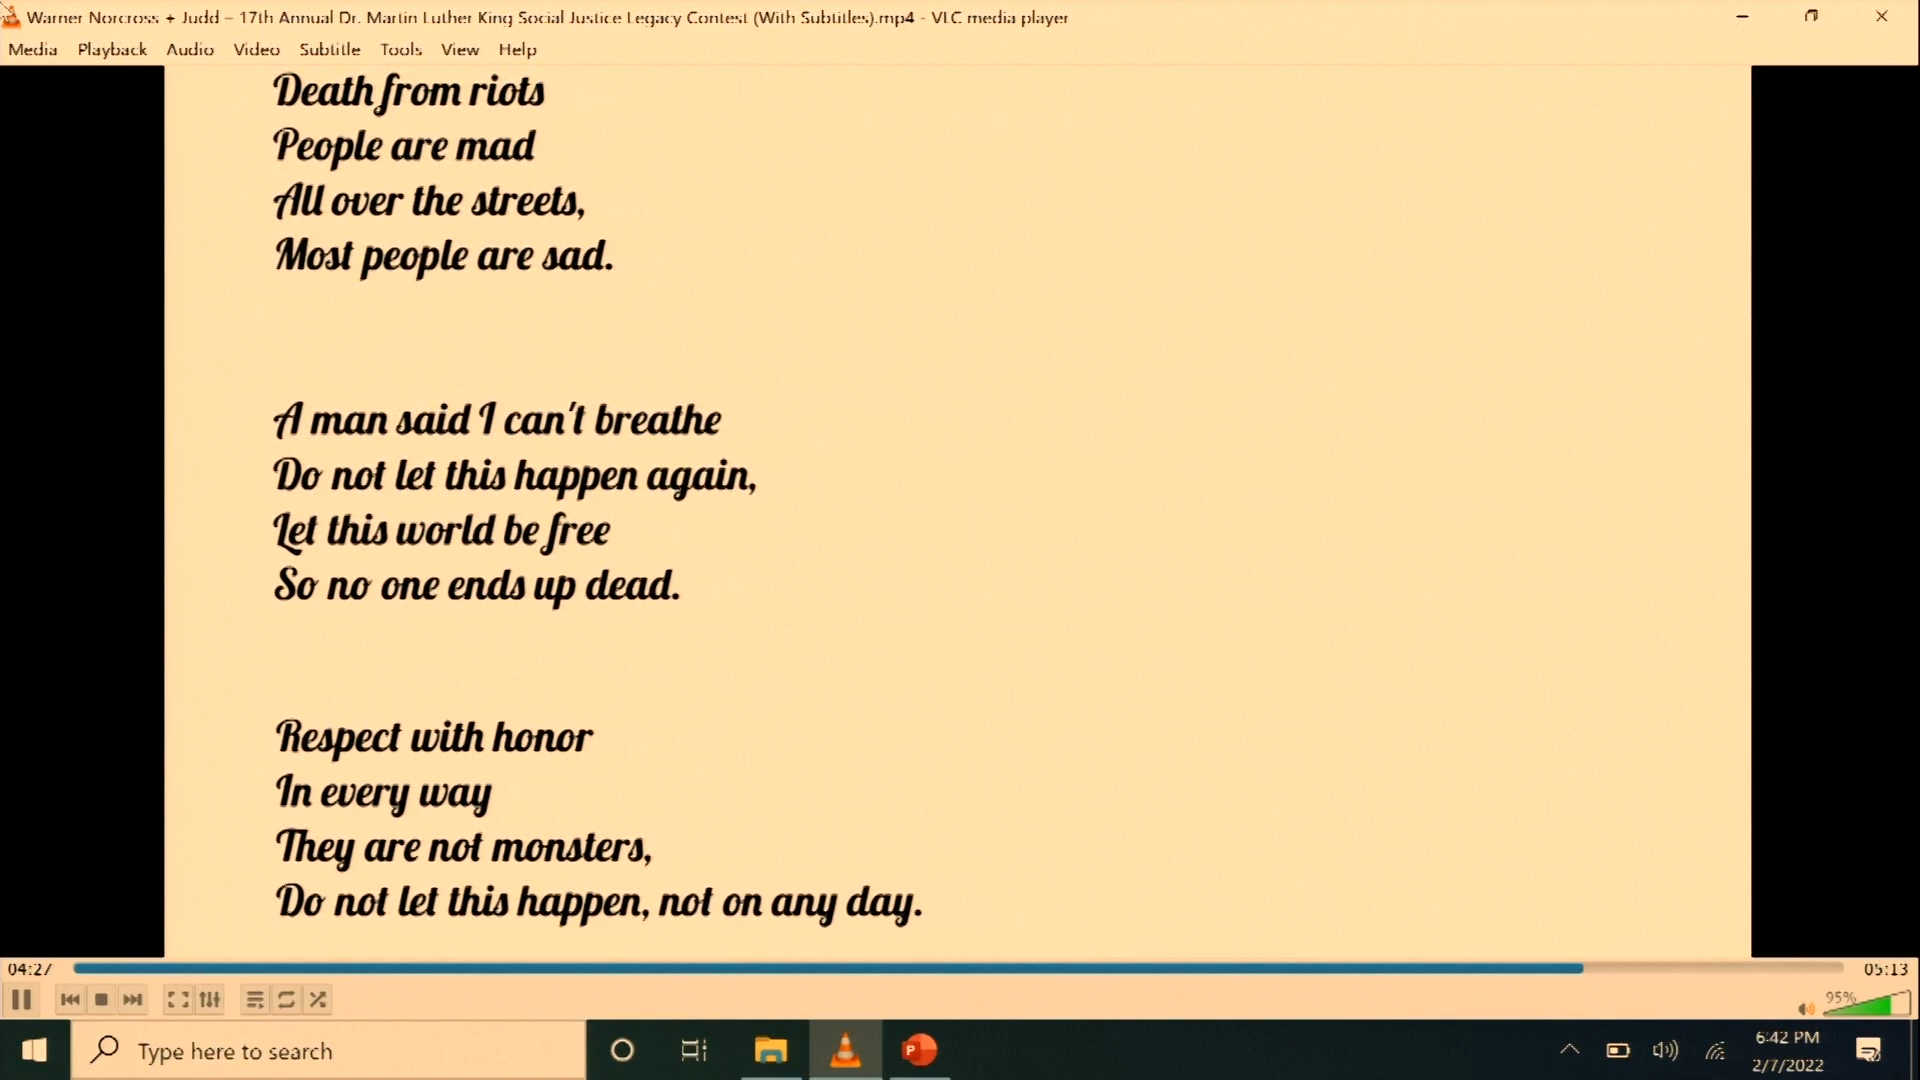 Warner Norcross + Judd – 17th Annual Dr. Martin Luther King Social Justice Legacy Contest (With Subtitles).mp4 - VLC media player
Media Playback Audio Video Subtitle Tools View Help
Death from riots
People are mad
All over the streets,
Most people are sad.
A man said I can't breathe
Do not let this happen again,
Let this world be free
So no one ends up dead.
Respect with honor
In every way
They are not monsters,
Do not let this happen, not on any day.
04:27 05:13
95%
Type here to search
P
6:42 PM
2/7/2022